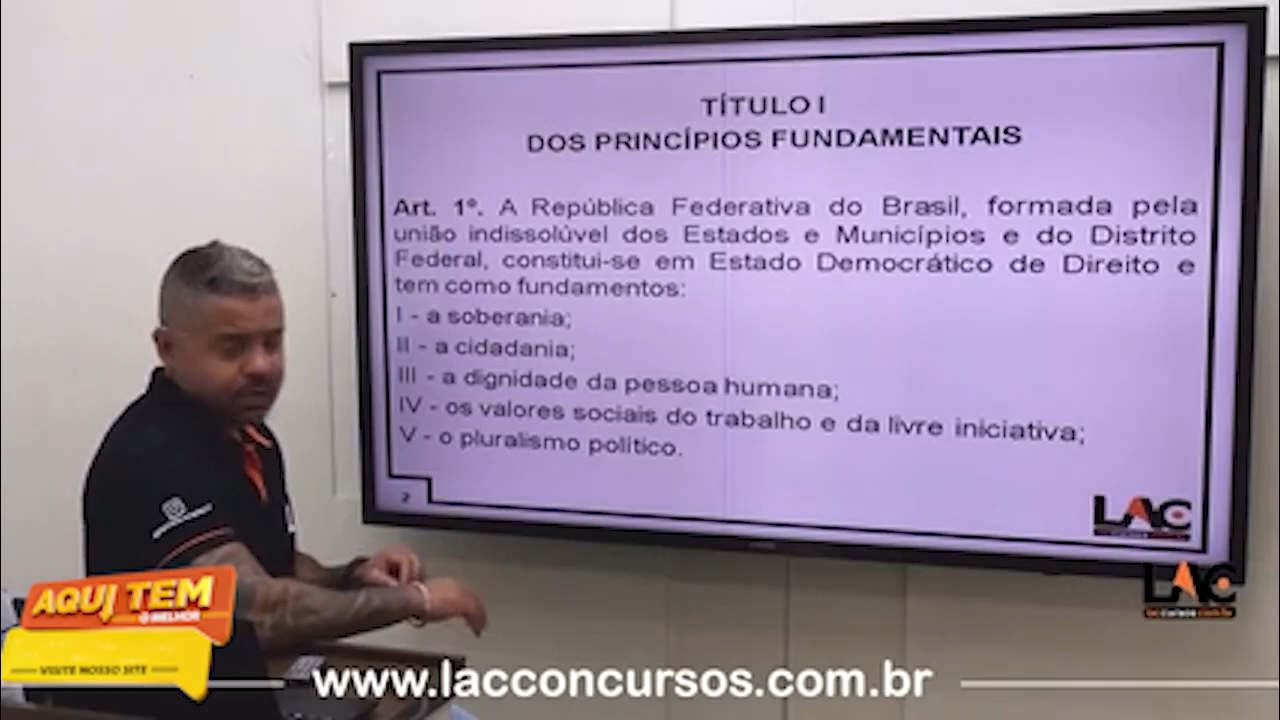 TÍTULO I
DOS PRINCÍPIOS FUNDAMENTAIS
Art. 1º. A República Federativa do Brasil, formada pela
união indissolúvel dos Estados e Municípios e do Distrito
Federal, constitui-se em Estado Democrático de Direito e
tem como fundamentos:
I - a soberania;
II - a cidadania;
III - a dignidade da pessoa humana;
IV - os valores sociais do trabalho e da livre iniciativa;
V - o pluralismo político.
2
LAC
LAC
AQUI TEM
O MELHOR
VISITE NOSSO SITE
www.lacconcursos.com.br